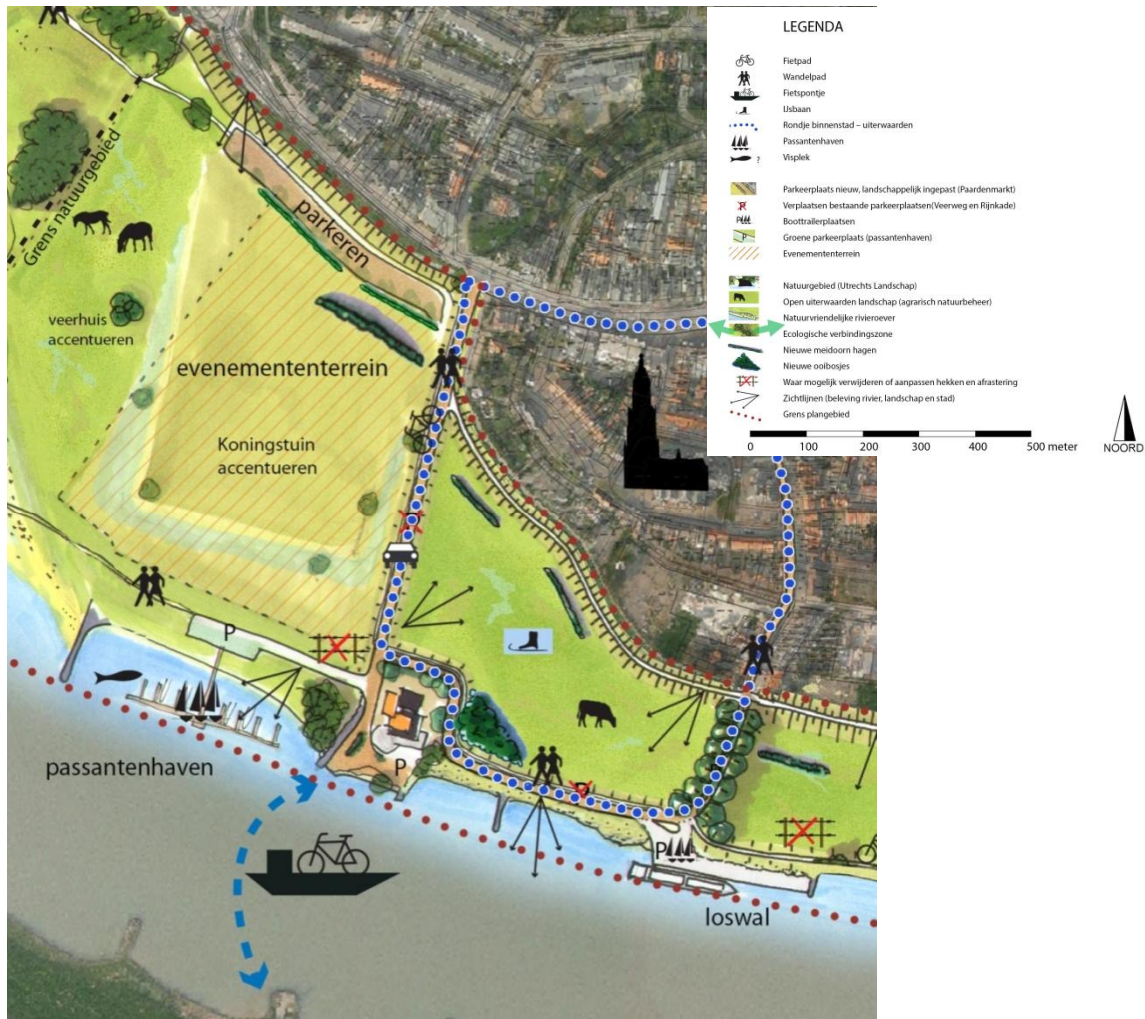 LEGENDA
Fietpad
Wandelpad
Fietspontje
IJsbaan
Rondje binnenstad – uiterwaarden
Passantenhaven
? Visplek
Parkeerplaats nieuw, landschappelijk ingepast (Paardenmarkt)
P Verplaatsen bestaande parkeerplaatsen(Veerweg en Rijnkade)
P Boottrailerplaatsen
P Groene parkeerplaats (passantenhaven)
Evenemententerrein
Natuurgebied (Utrechts Landschap)
Open uiterwaarden landschap (agrarisch natuurbeheer)
Natuurvriendelijke rivieroever
Ecologische verbindingszone
Nieuwe meidoorn hagen
Nieuwe ooibosjes
Waar mogelijk verwijderen of aanpassen hekken en afrastering
Zichtlijnen (beleving rivier, landschap en stad)
Grens plangebied
0 100 200 300 400 500 meter
NOORD
Grens natuurgebied
parkeren
veerhuis
accentueren
evenemententerrein
Koningstuin
accentueren
P
P
P
P
passantenhaven
loswal